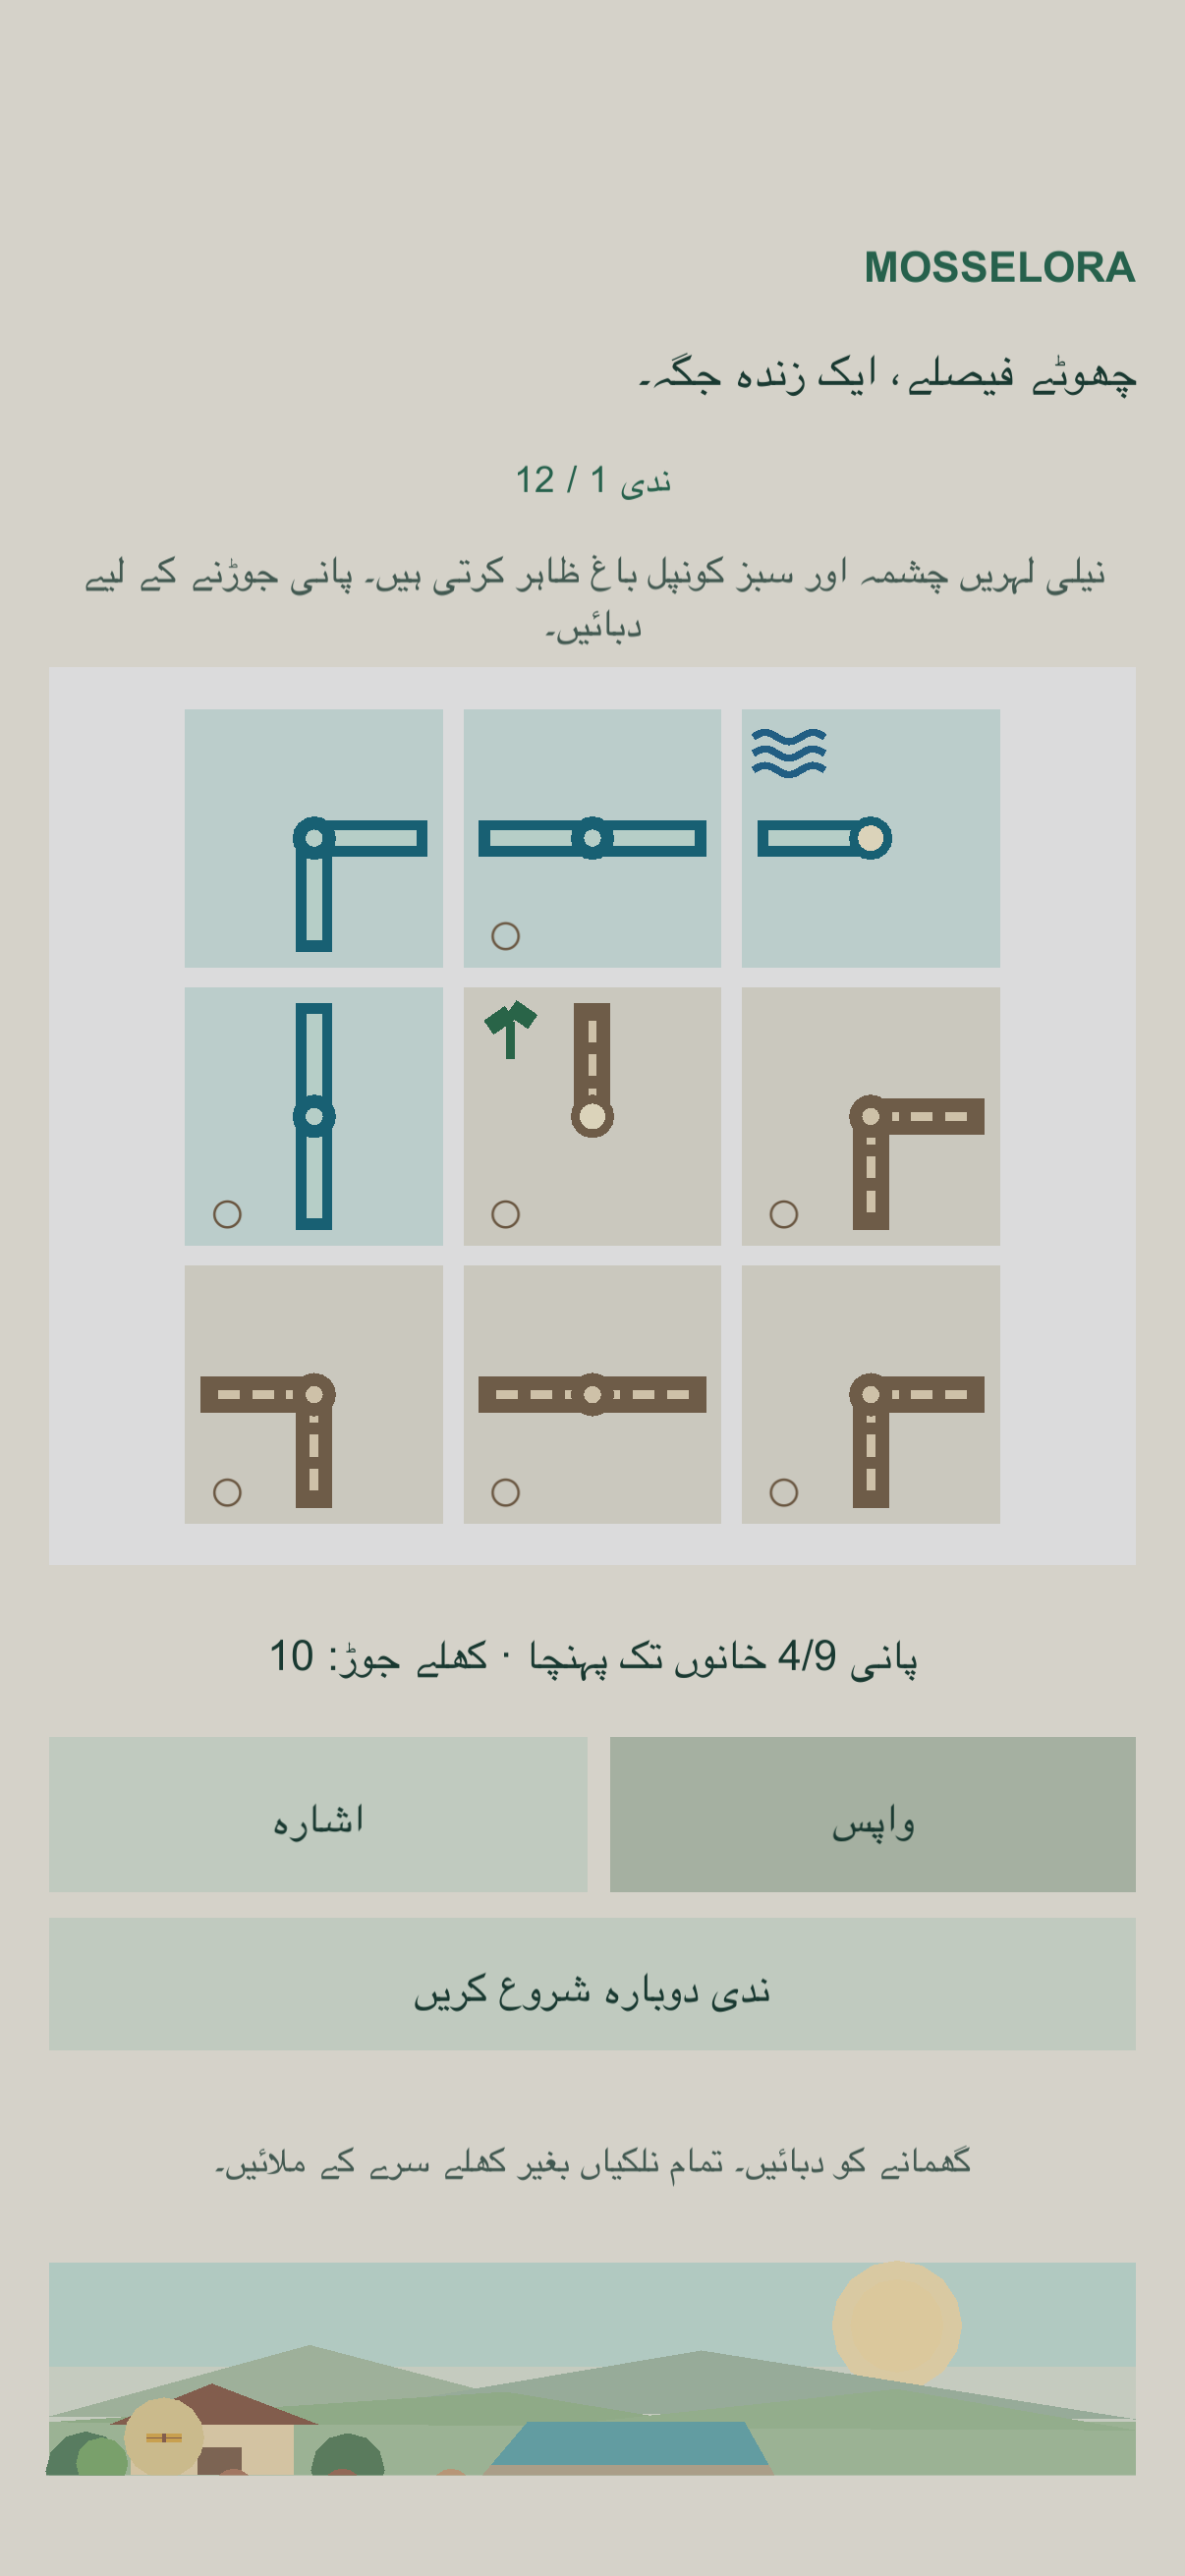 MOSSELORA
چھوٹے فیصلے، ایک زندہ جگہ۔
ندی 1 / 12
نیلی لہریں چشمہ اور سبز کونپل باغ ظاہر کرتی ہیں۔ پانی جوڑنے کے لیے
دبائیں۔
پانی 4/9 خانوں تک پہنچا · کھلے جوڑ: 10
واپس
اشارہ
ندی دوبارہ شروع کریں
گھمانے کو دبائیں۔ تمام نلکیاں بغیر کھلے سرے کے ملائیں۔